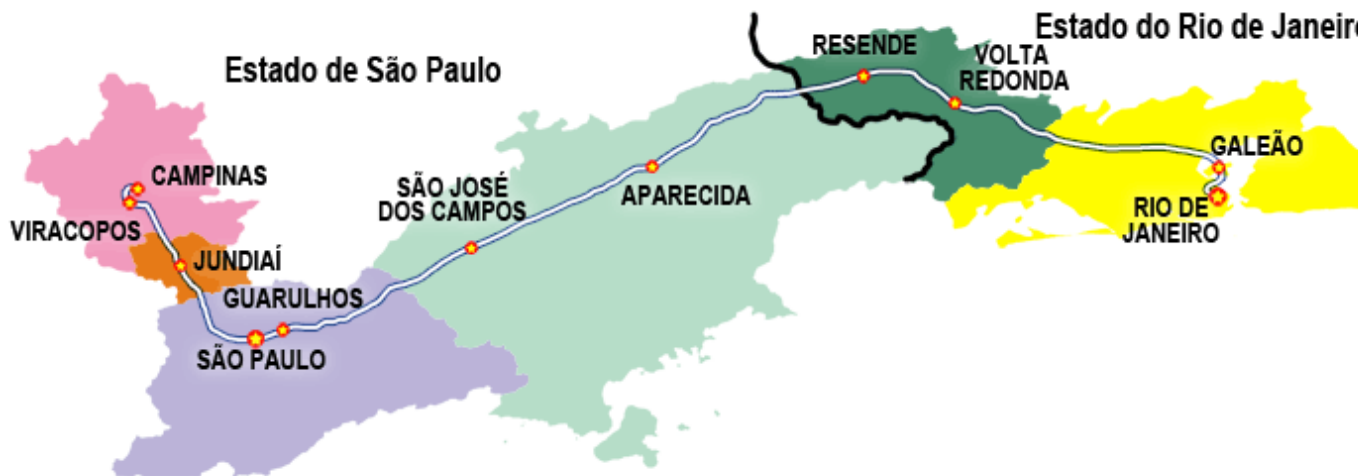 Estado de São Paulo
Estado do Rio de Janeiro
RESENDE
VOLTA
REDONDA
CAMPINAS
VIRACOPOS
JUNDIAÍ
GUARULHOS
SÃO PAULO
SÃO JOSÉ
DOS CAMPOS
APARECIDA
GALEÃO
RIO DE
JANEIRO